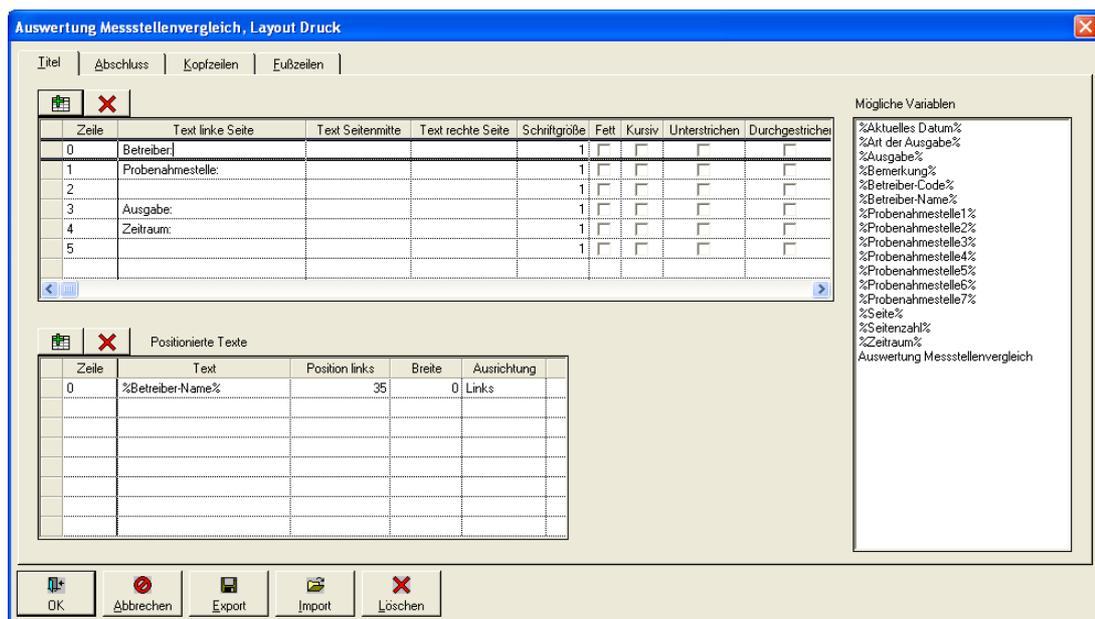 Auswertung Messstellenvergleich, Layout Druck
Titel Abschluss Kopfzeilen Fußzeilen
Mögliche Variablen
Zeile Text linke Seite Text Seitenmitte Text rechte Seite Schriftgröße Fett Kursiv Unterstrichen Durchgestrichen
0 Betreiber: 1
1 Probenahmestelle: 1
2 1
3 Ausgabe: 1
4 Zeitraum: 1
5 1
%Aktuelles Datum%
%Art der Ausgabe%
%Ausgabe%
%Bemerkung%
%Betreiber-Code%
%Betreiber-Name%
%Probenahmestelle1%
%Probenahmestelle2%
%Probenahmestelle3%
%Probenahmestelle4%
%Probenahmestelle5%
%Probenahmestelle6%
%Probenahmestelle7%
%Seite%
%Seitenzahl%
%Zeitraum%
Auswertung Messstellenvergleich
Positionierte Texte
Zeile Text Position links Breite Ausrichtung
0 %Betreiber-Name% 35 0 Links
OK Abbrechen Export Import Löschen